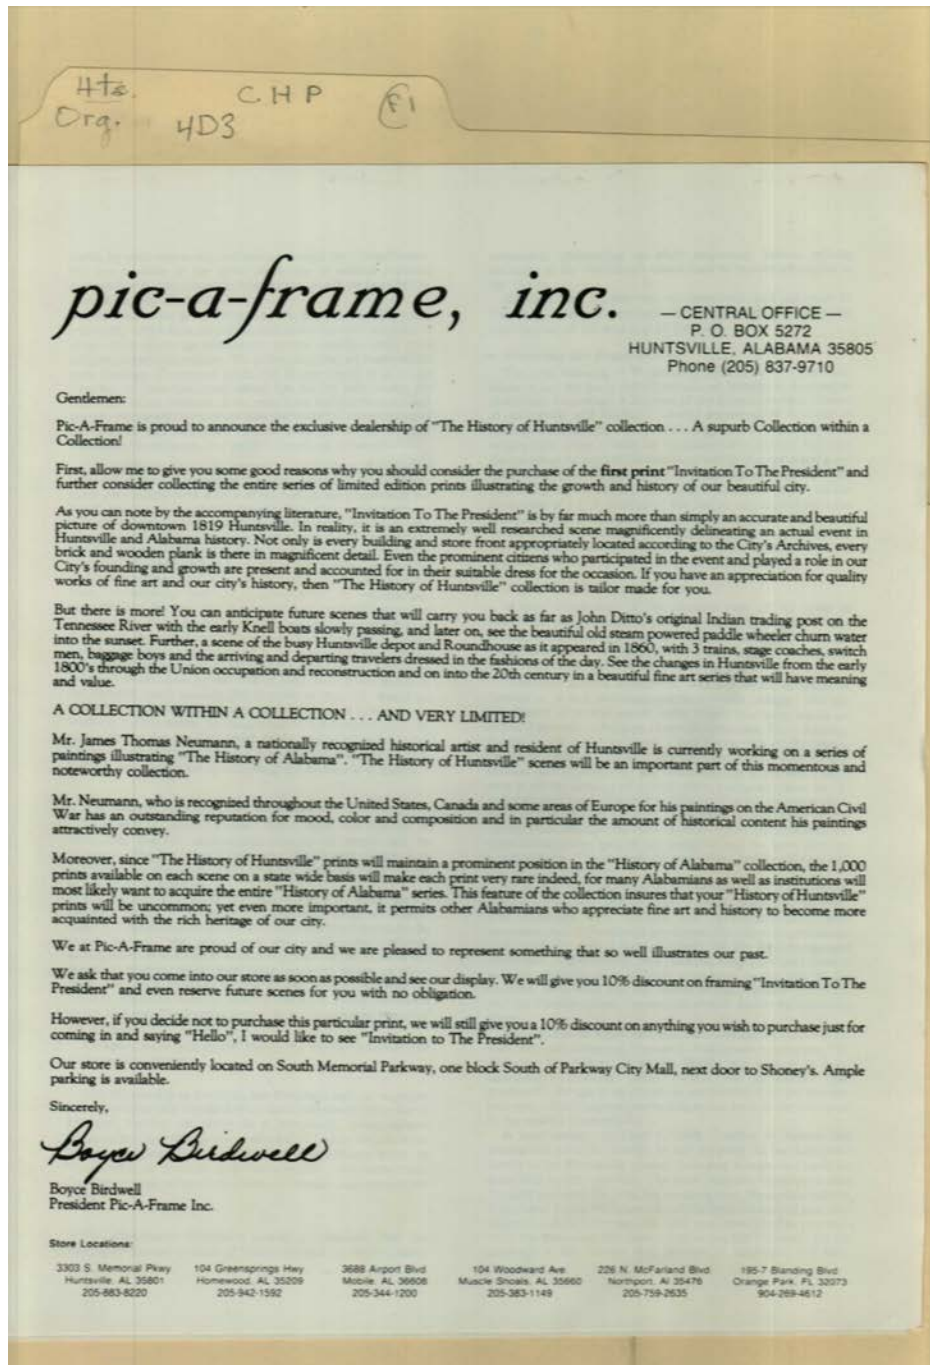 Hts. CHP F1
Org. 4D3
pic-a-frame, inc.
— CENTRAL OFFICE —
P. O. BOX 5272
HUNTSVILLE, ALABAMA 35805
Phone (205) 837-9710
Gentlemen:
Pic-A-Frame is proud to announce the exclusive dealership of "The History of Huntsville" collection . . . A supurb Collection within a
Collection!
First, allow me to give you some good reasons why you should consider the purchase of the first print "Invitation To The President" and
further consider collecting the entire series of limited edition prints illustrating the growth and history of our beautiful city.
As you can note by the accompanying literature, "Invitation To The President" is by far much more than simply an accurate and beautiful
picture of downtown 1819 Huntsville. In reality, it is an extremely well researched scene magnificently delineating an actual event in
Huntsville and Alabama history. Not only is every building and store front appropriately located according to the City's Archives, every
brick and wooden plank is there in magnificent detail. Even the prominent citizens who participated in the event and played a role in our
City's founding and growth are present and accounted for in their suitable dress for the occasion. If you have an appreciation for quality
works of fine art and our city's history, then "The History of Huntsville" collection is tailor made for you.
But there is more! You can anticipate future scenes that will carry you back as far as John Ditto's original Indian trading post on the
Tennessee River with the early Knell boats slowly passing, and later on, see the beautiful old steam powered paddle wheeler churn water
into the sunset. Further, a scene of the busy Huntsville depot and Roundhouse as it appeared in 1860, with 3 trains, stage coaches, switch
men, baggage boys and the arriving and departing travelers dressed in the fashions of the day. See the changes in Huntsville from the early
1800's through the Union occupation and reconstruction and on into the 20th century in a beautiful fine art series that will have meaning
and value.
A COLLECTION WITHIN A COLLECTION . . . AND VERY LIMITED!
Mr. James Thomas Neumann, a nationally recognized historical artist and resident of Huntsville is currently working on a series of
paintings illustrating "The History of Alabama". "The History of Huntsville" scenes will be an important part of this momentous and
noteworthy collection.
Mr. Neumann, who is recognized throughout the United States, Canada and some areas of Europe for his paintings on the American Civil
War has an outstanding reputation for mood, color and composition and in particular the amount of historical content his paintings
attractively convey.
Moreover, since "The History of Huntsville" prints will maintain a prominent position in the "History of Alabama" collection, the 1,000
prints available on each scene on a state wide basis will make each print very rare indeed, for many Alabamians as well as institutions will
most likely want to acquire the entire "History of Alabama" series. This feature of the collection insures that your "History of Huntsville"
prints will be uncommon; yet even more important, it permits other Alabamians who appreciate fine art and history to become more
acquainted with the rich heritage of our city.
We at Pic-A-Frame are proud of our city and we are pleased to represent something that so well illustrates our past.
We ask that you come into our store as soon as possible and see our display. We will give you 10% discount on framing "Invitation To The
President" and even reserve future scenes for you with no obligation.
However, if you decide not to purchase this particular print, we will still give you a 10% discount on anything you wish to purchase just for
coming in and saying "Hello", I would like to see "Invitation to The President".
Our store is conveniently located on South Memorial Parkway, one block South of Parkway City Mall, next door to Shoney's. Ample
parking is available.
Sincerely,
Boyce Birdwell
Boyce Birdwell
President Pic-A-Frame Inc.
Store Locations:
3303 S. Memorial Pkwy 104 Greensprings Hwy 3688 Airport Blvd 104 Woodward Ave. 226 N. McFarland Blvd 195-7 Blanding Blvd
Huntsville, AL 35801 Homewood, AL 35209 Mobile, AL 36608 Muscle Shoals, AL 35660 Northport, Al 35476 Orange Park, FL 32073
205-883-8220 205-942-1592 205-344-1200 205-383-1149 205-759-2635 904-269-4612